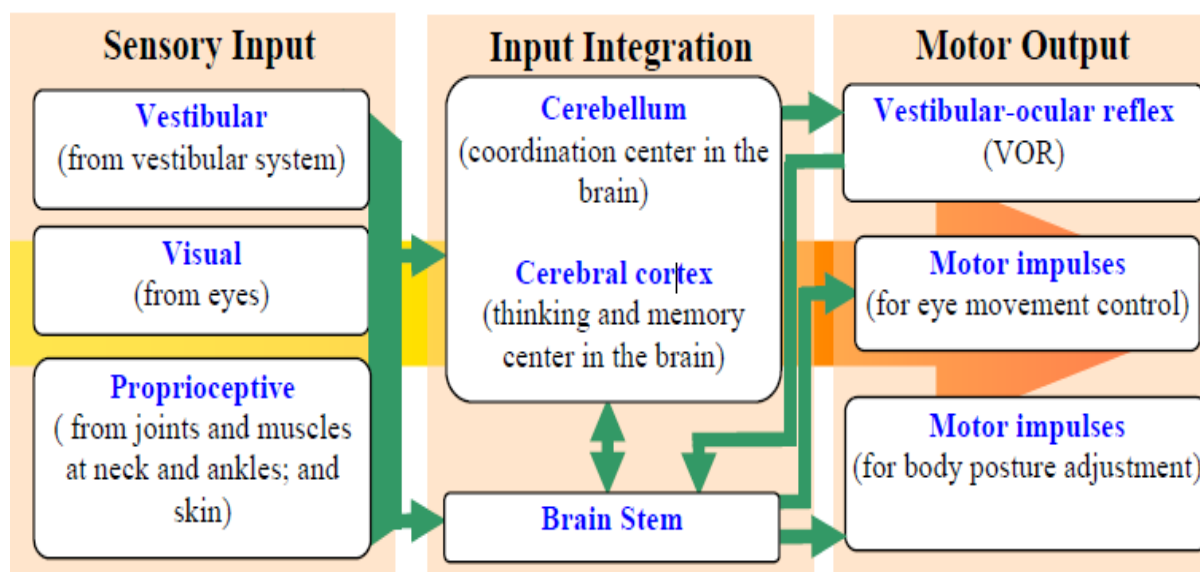 Sensory Input
Vestibular
(from vestibular system)
Visual
(from eyes)
Proprioceptive
( from joints and muscles
at neck and ankles; and
skin)
Input Integration
Cerebellum
(coordination center in the
brain)
Cerebral cortex
(thinking and memory
center in the brain)
Brain Stem
Motor Output
Vestibular-ocular reflex
(VOR)
Motor impulses
(for eye movement control)
Motor impulses
(for body posture adjustment)